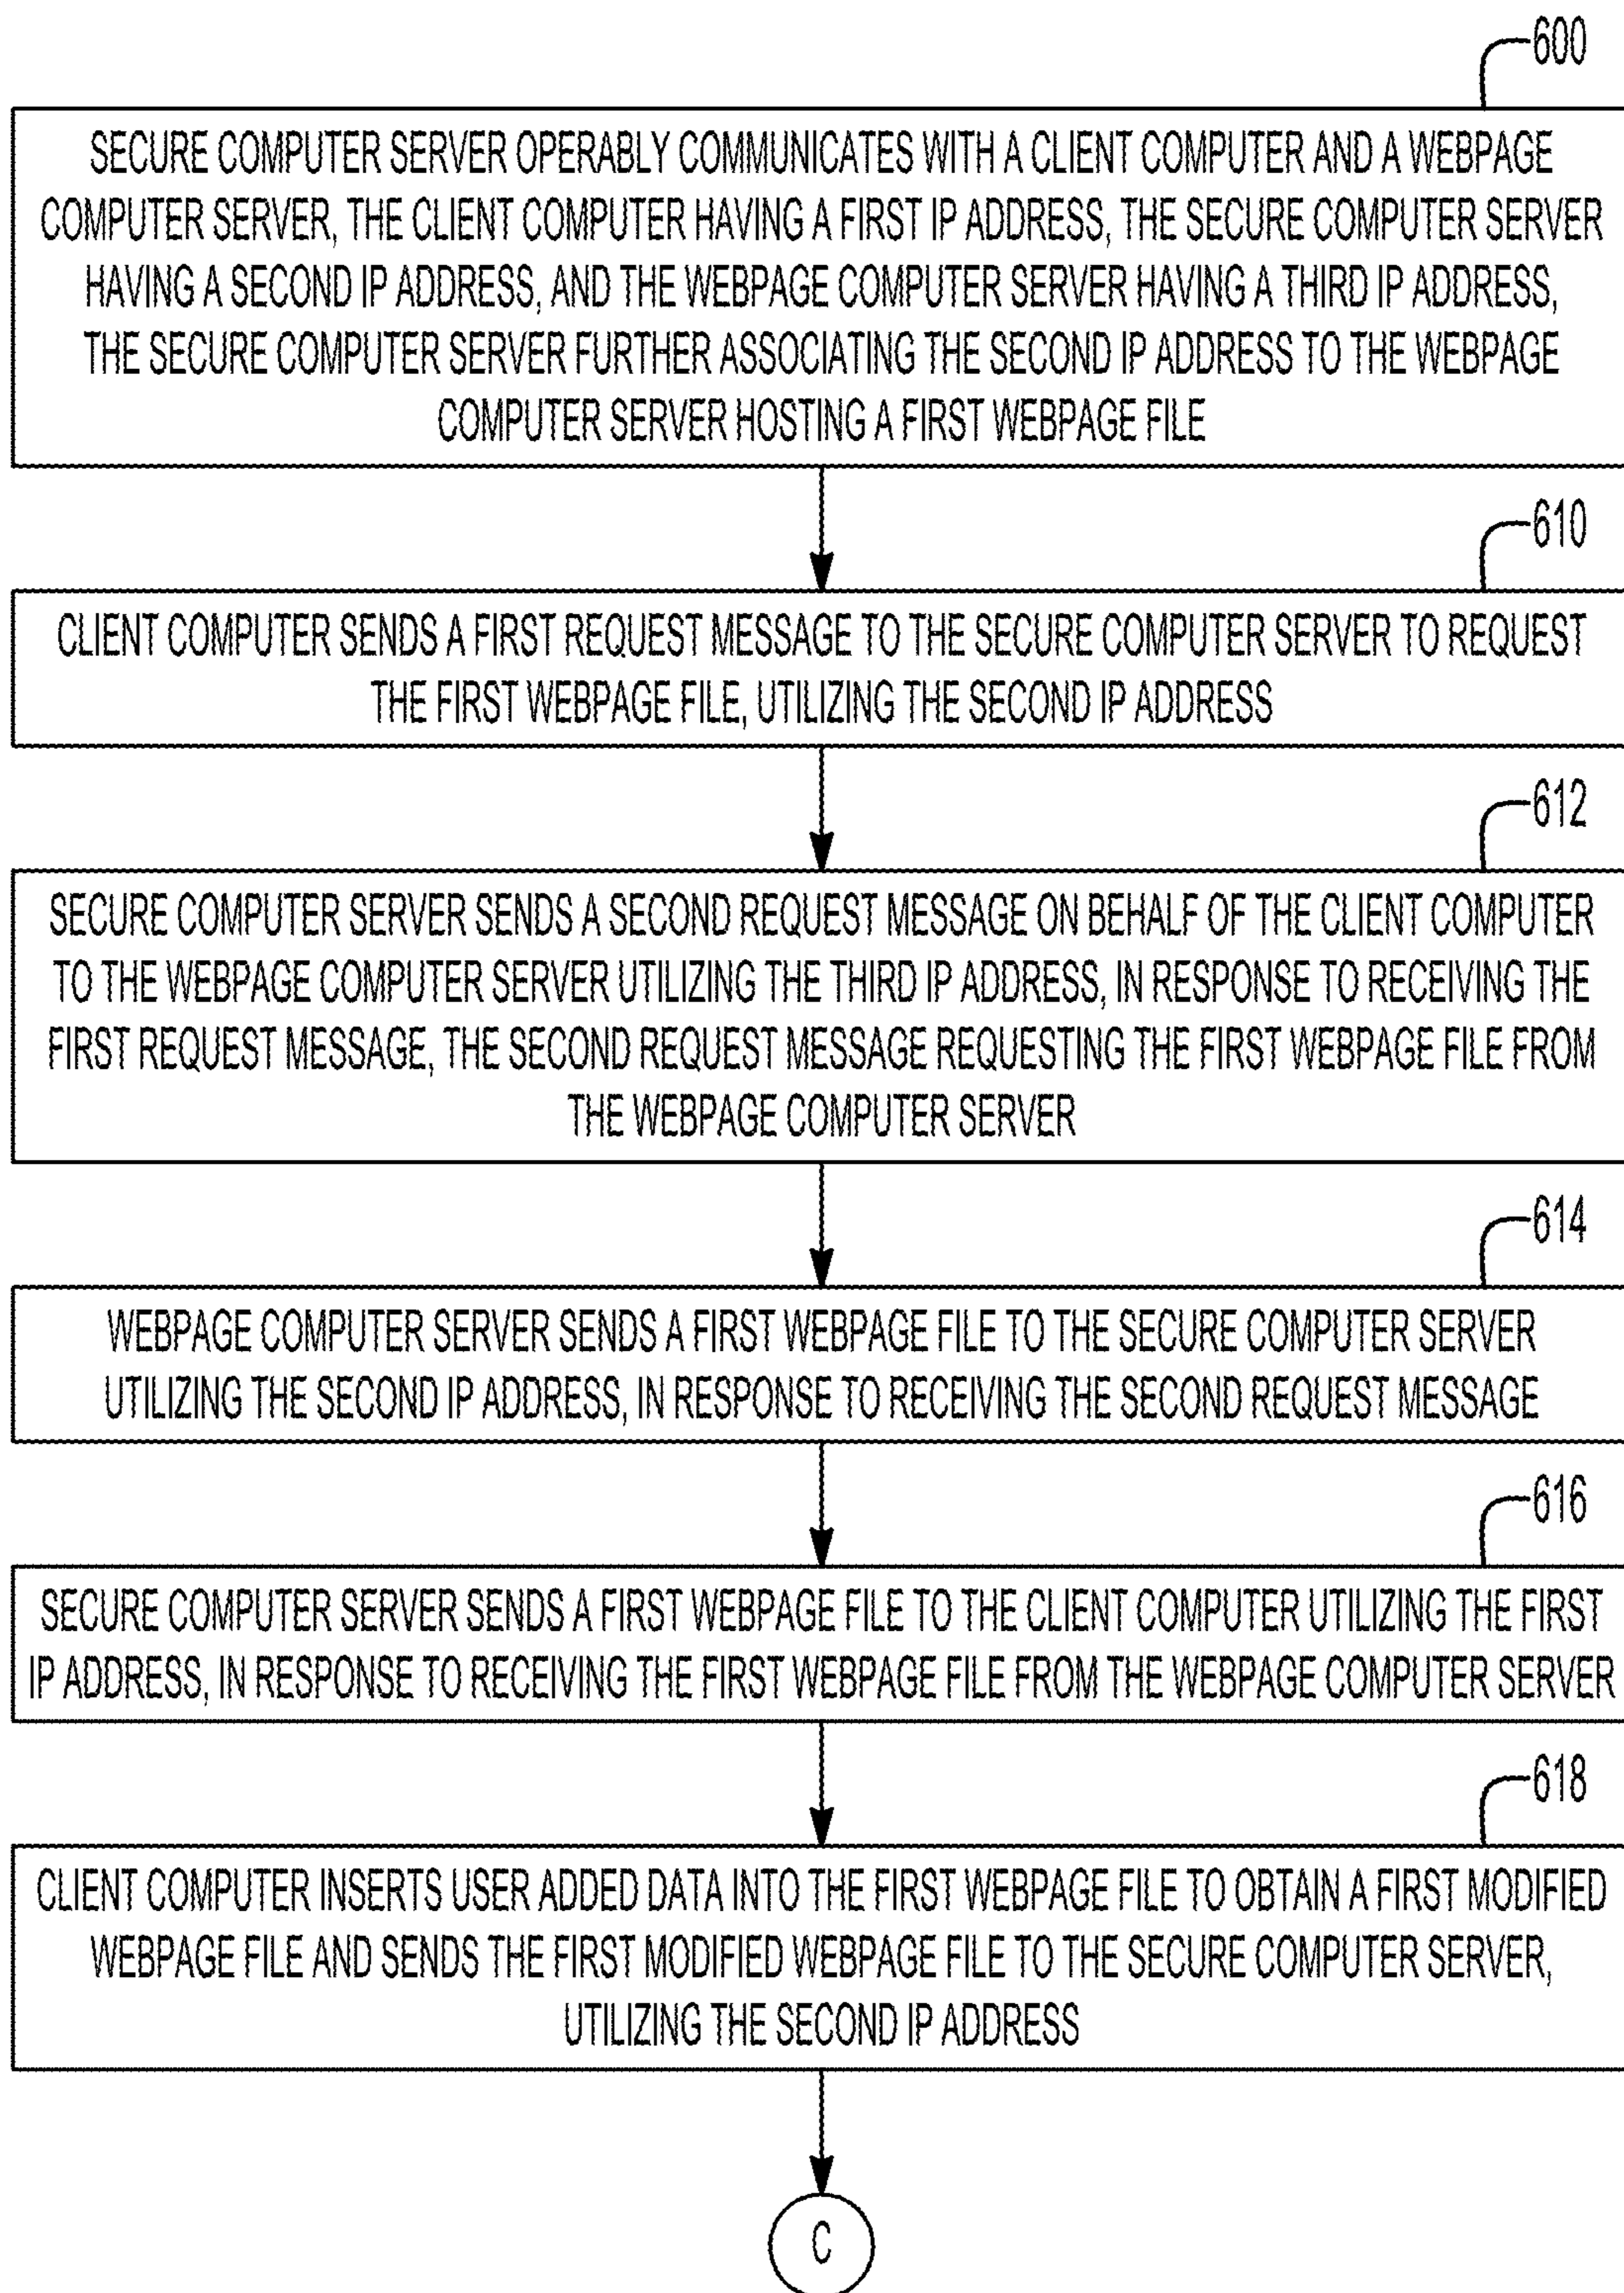 600
SECURE COMPUTER SERVER OPERABLY COMMUNICATES WITH A CLIENT COMPUTER AND A WEBPAGE
COMPUTER SERVER, THE CLIENT COMPUTER HAVING A FIRST IP ADDRESS, THE SECURE COMPUTER SERVER
HAVING A SECOND IP ADDRESS, AND THE WEBPAGE COMPUTER SERVER HAVING A THIRD IP ADDRESS,
THE SECURE COMPUTER SERVER FURTHER ASSOCIATING THE SECOND IP ADDRESS TO THE WEBPAGE
COMPUTER SERVER HOSTING A FIRST WEBPAGE FILE
610
CLIENT COMPUTER SENDS A FIRST REQUEST MESSAGE TO THE SECURE COMPUTER SERVER TO REQUEST
THE FIRST WEBPAGE FILE, UTILIZING THE SECOND IP ADDRESS
612
SECURE COMPUTER SERVER SENDS A SECOND REQUEST MESSAGE ON BEHALF OF THE CLIENT COMPUTER
TO THE WEBPAGE COMPUTER SERVER UTILIZING THE THIRD IP ADDRESS, IN RESPONSE TO RECEIVING THE
FIRST REQUEST MESSAGE, THE SECOND REQUEST MESSAGE REQUESTING THE FIRST WEBPAGE FILE FROM
THE WEBPAGE COMPUTER SERVER
614
WEBPAGE COMPUTER SERVER SENDS A FIRST WEBPAGE FILE TO THE SECURE COMPUTER SERVER
UTILIZING THE SECOND IP ADDRESS, IN RESPONSE TO RECEIVING THE SECOND REQUEST MESSAGE
616
SECURE COMPUTER SERVER SENDS A FIRST WEBPAGE FILE TO THE CLIENT COMPUTER UTILIZING THE FIRST
IP ADDRESS, IN RESPONSE TO RECEIVING THE FIRST WEBPAGE FILE FROM THE WEBPAGE COMPUTER SERVER
618
CLIENT COMPUTER INSERTS USER ADDED DATA INTO THE FIRST WEBPAGE FILE TO OBTAIN A FIRST MODIFIED
WEBPAGE FILE AND SENDS THE FIRST MODIFIED WEBPAGE FILE TO THE SECURE COMPUTER SERVER,
UTILIZING THE SECOND IP ADDRESS
C